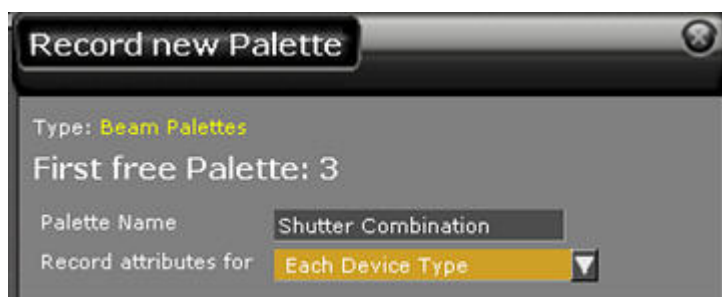 Record new Palette
Type: Beam Palettes
First free Palette: 3
Palette Name Shutter Combination
Record attributes for Each Device Type